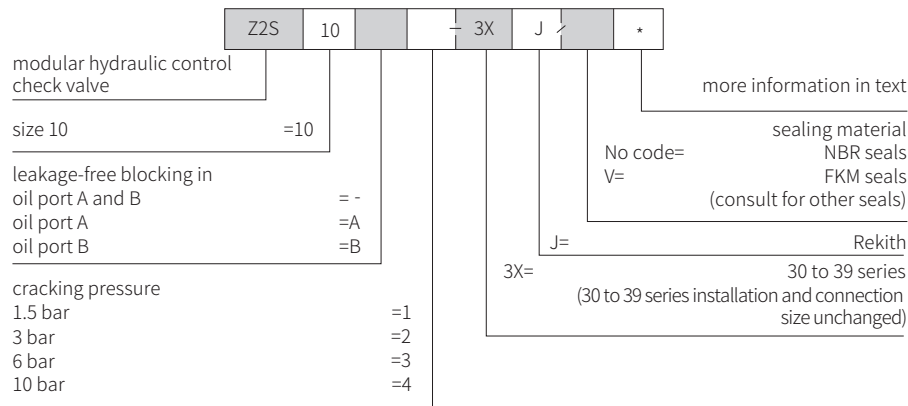 Z2S 10 – 3X J / *
modular hydraulic control
check valve
size 10 =10
leakage-free blocking in
oil port A and B = -
oil port A =A
oil port B =B
cracking pressure
1.5 bar =1
3 bar =2
6 bar =3
10 bar =4
more information in text
sealing material
No code= NBR seals
V= FKM seals
(consult for other seals)
J= Rekith
3X= 30 to 39 series
(30 to 39 series installation and connection
size unchanged)